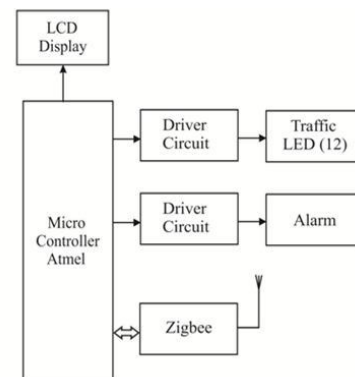 LCD
Display
Driver
Circuit
Traffic
LED (12)
Micro
Controller
Atmel
Driver
Circuit
Alarm
Zigbee